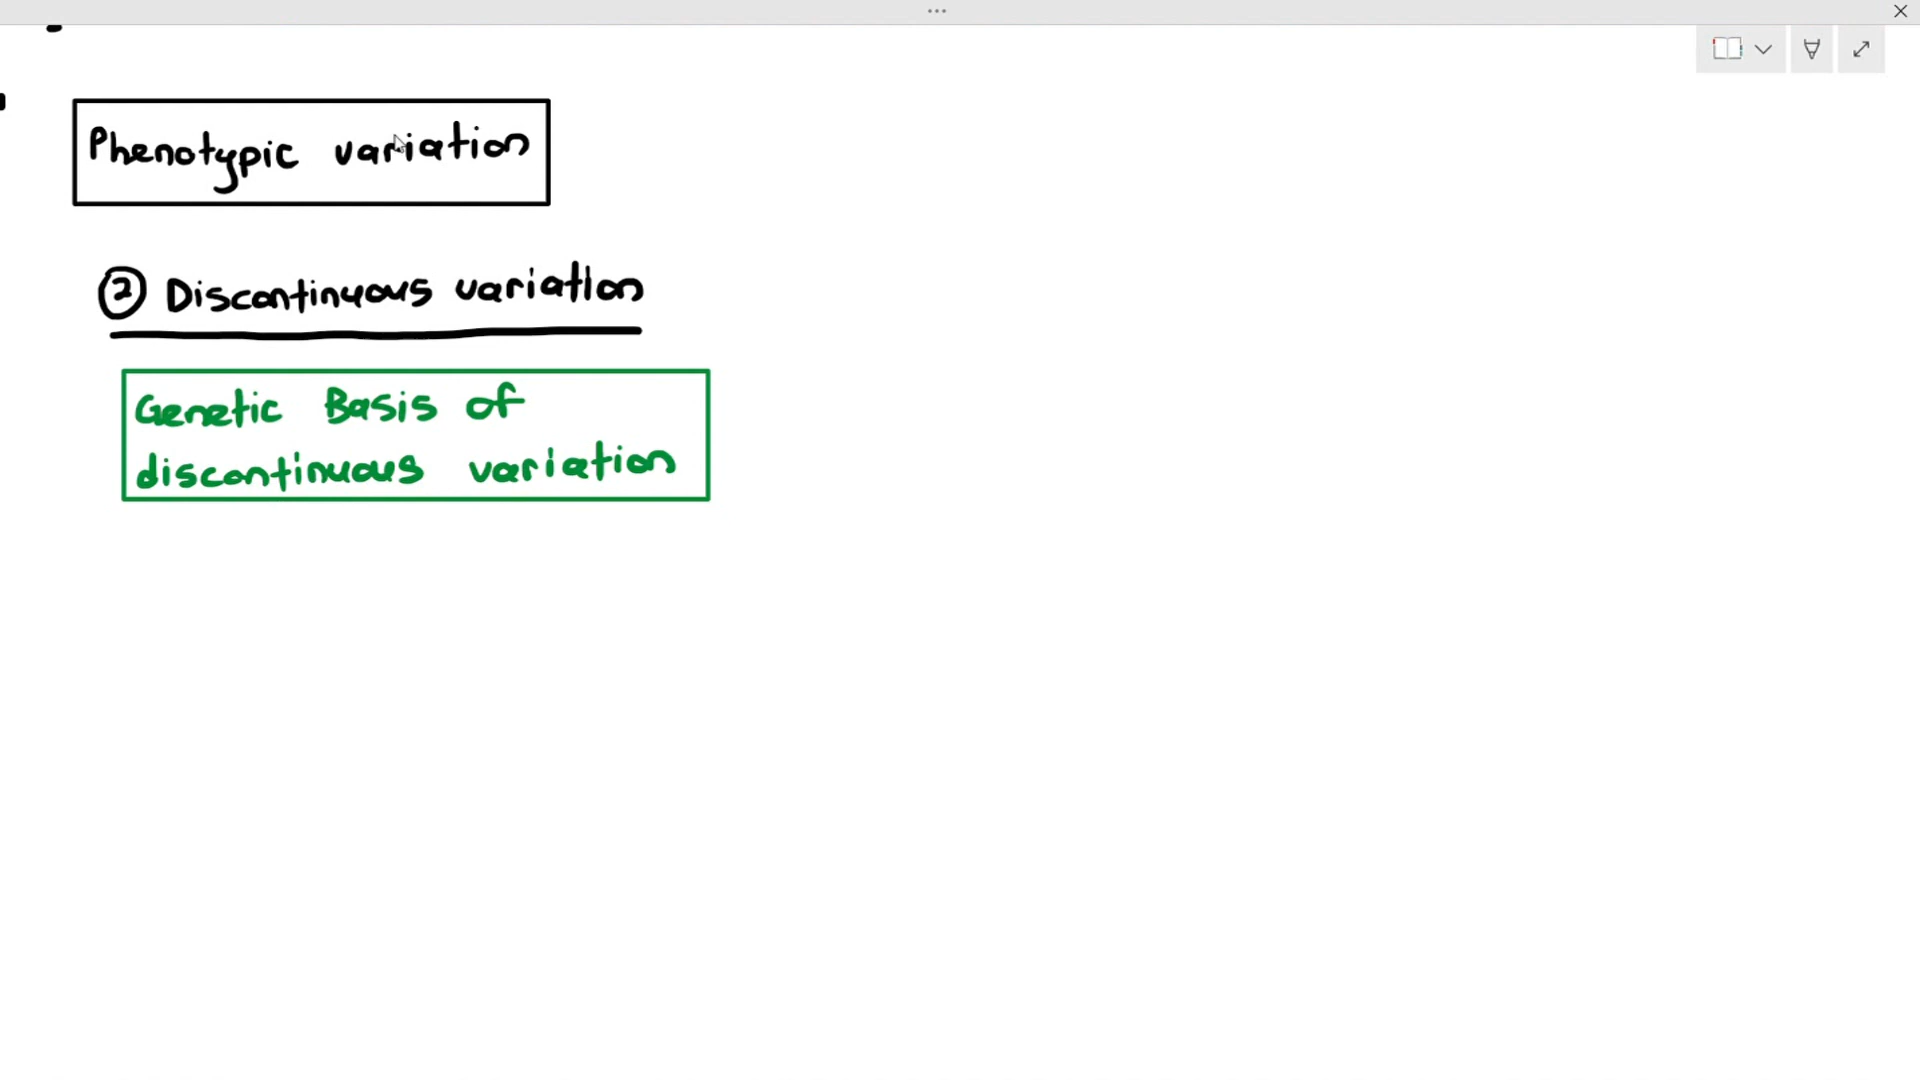 Phenotypic variation
② Discontinuous variation
Genetic Basis of
discontinuous variation